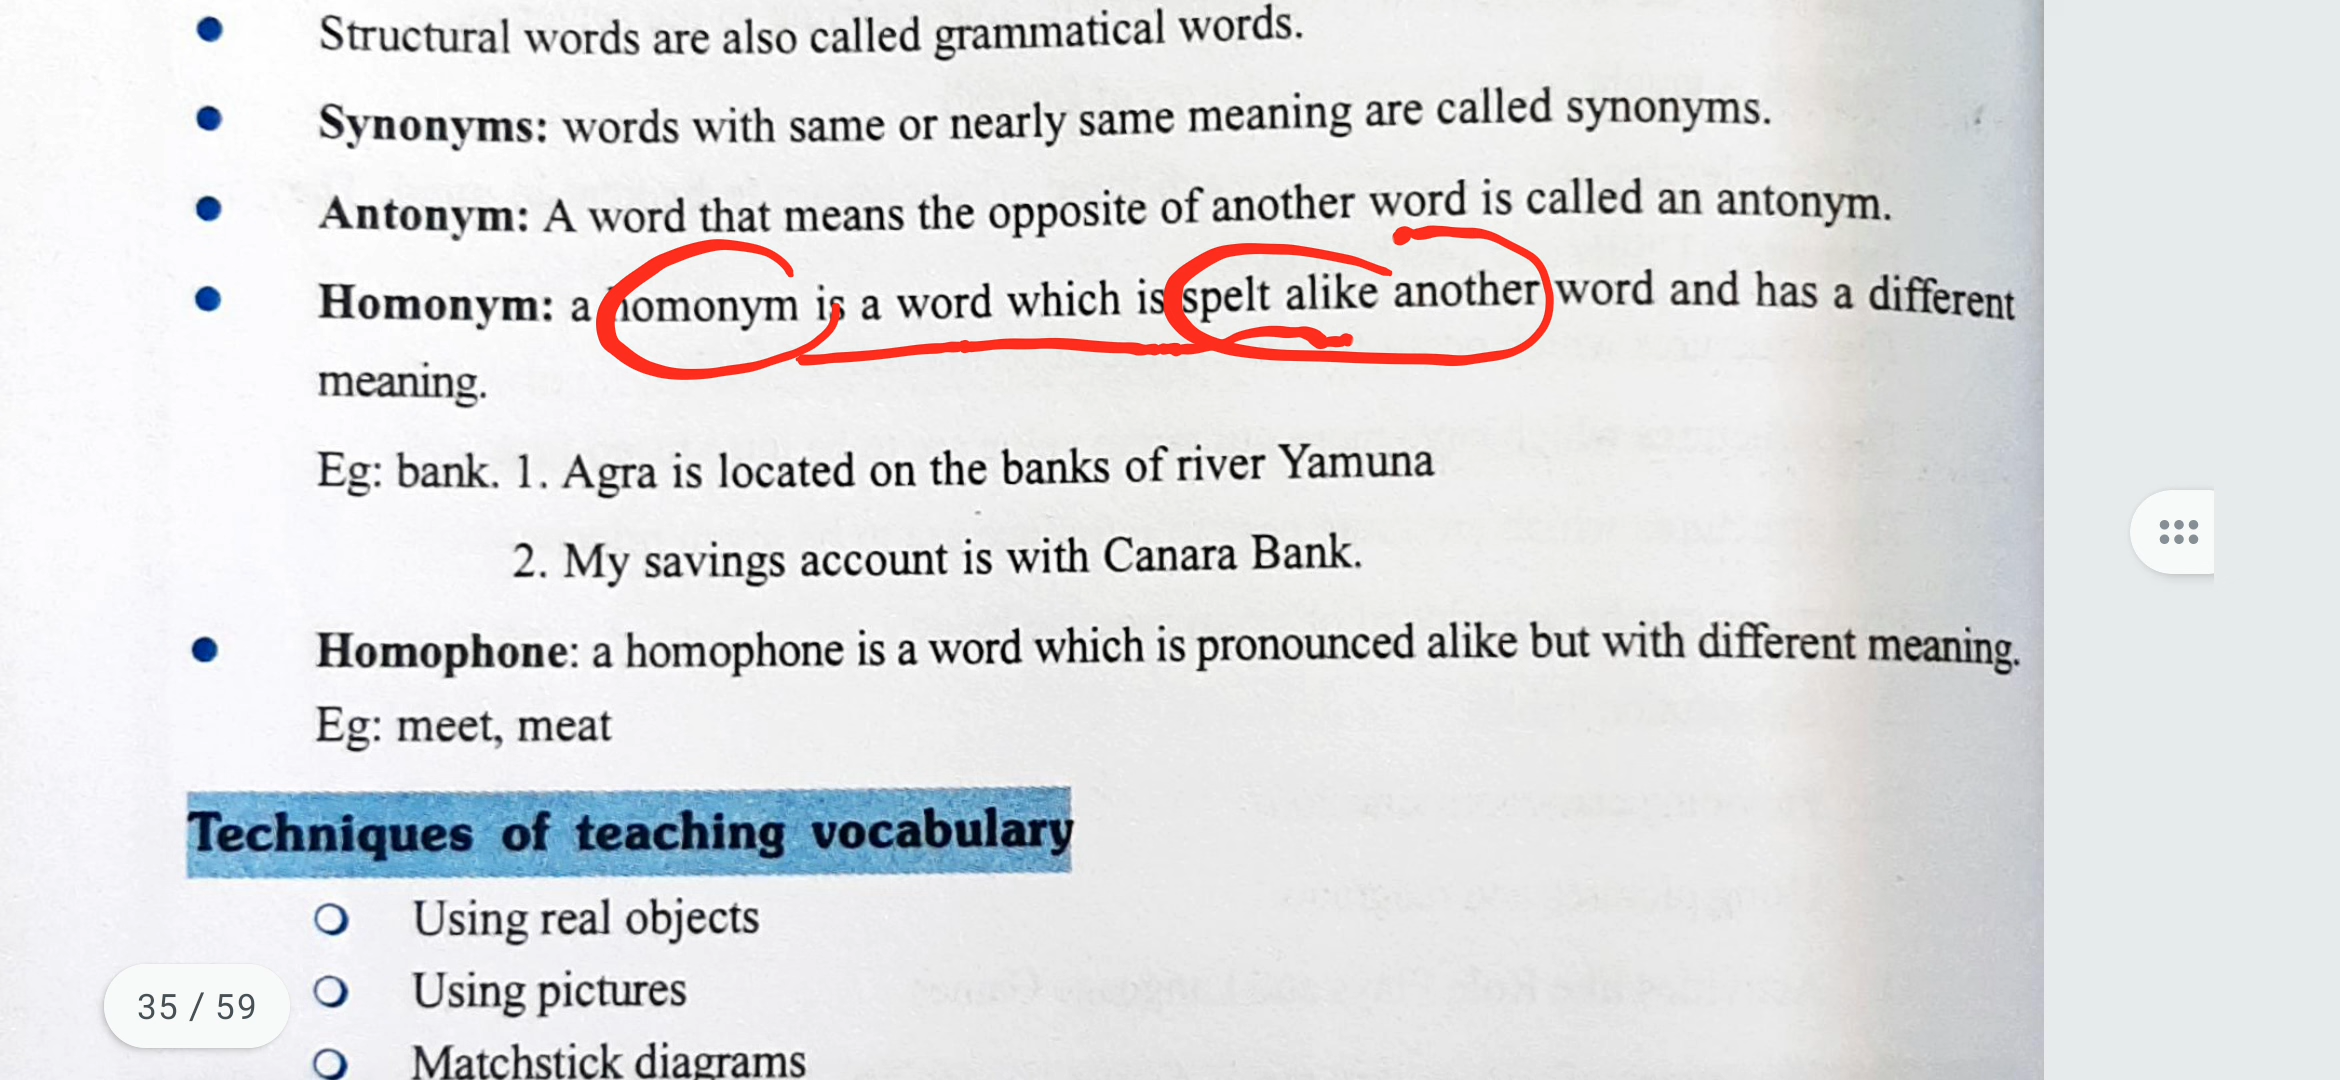 Structural words are also called grammatical words.
Synonyms: words with same or nearly same meaning are called synonyms.
Antonym: A word that means the opposite of another word is called an antonym.
Homonym: a homonym is a word which is spelt alike another word and has a different
meaning.
Eg: bank. 1. Agra is located on the banks of river Yamuna
2. My savings account is with Canara Bank.
Homophone: a homophone is a word which is pronounced alike but with different meaning.
Eg: meet, meat
Techniques of teaching vocabulary
Using real objects
Using pictures
35 / 59
Matchstick diagrams